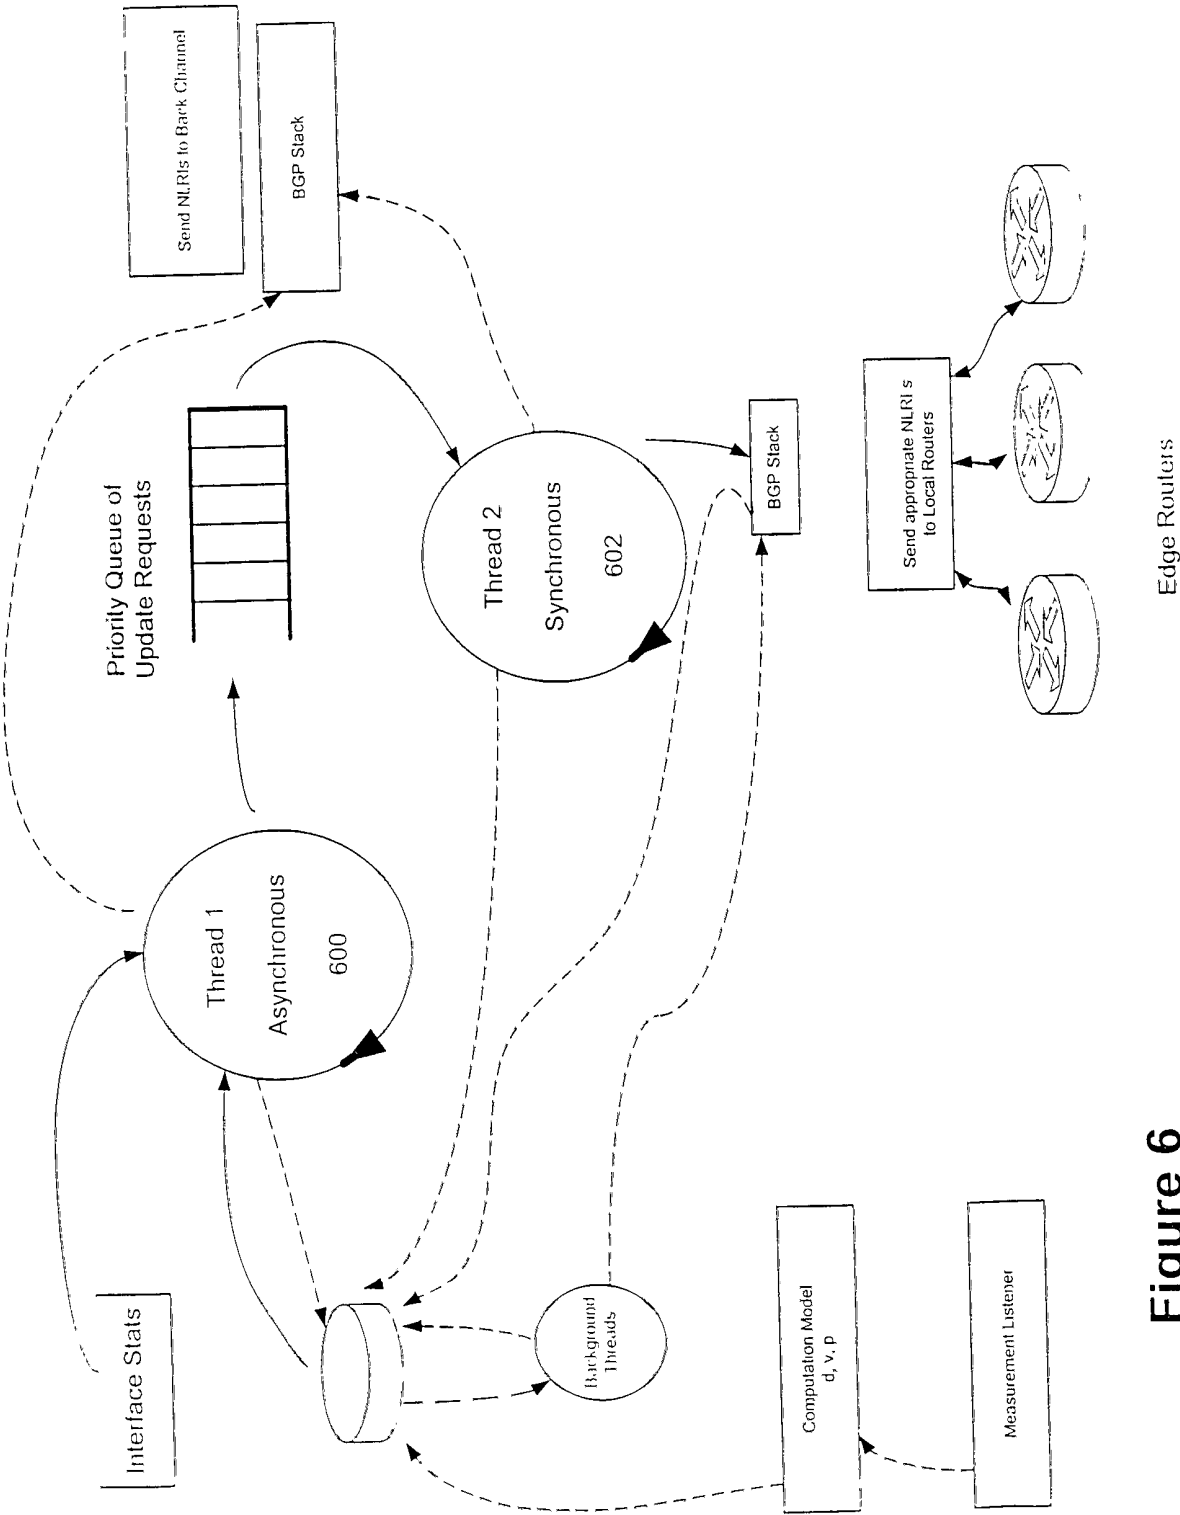 Send NLRIs to Back Channel
BGP Stack
Priority Queue of
Update Requests
Interface Stats
Thread 1
Asynchronous
600
Thread 2
Synchronous
602
BGP Stack
Background
Threads
Send appropriate NLRI s
to Local Routers
Computation Model
d, v, p
Measurement Listener
Edge Routers
Figure 6